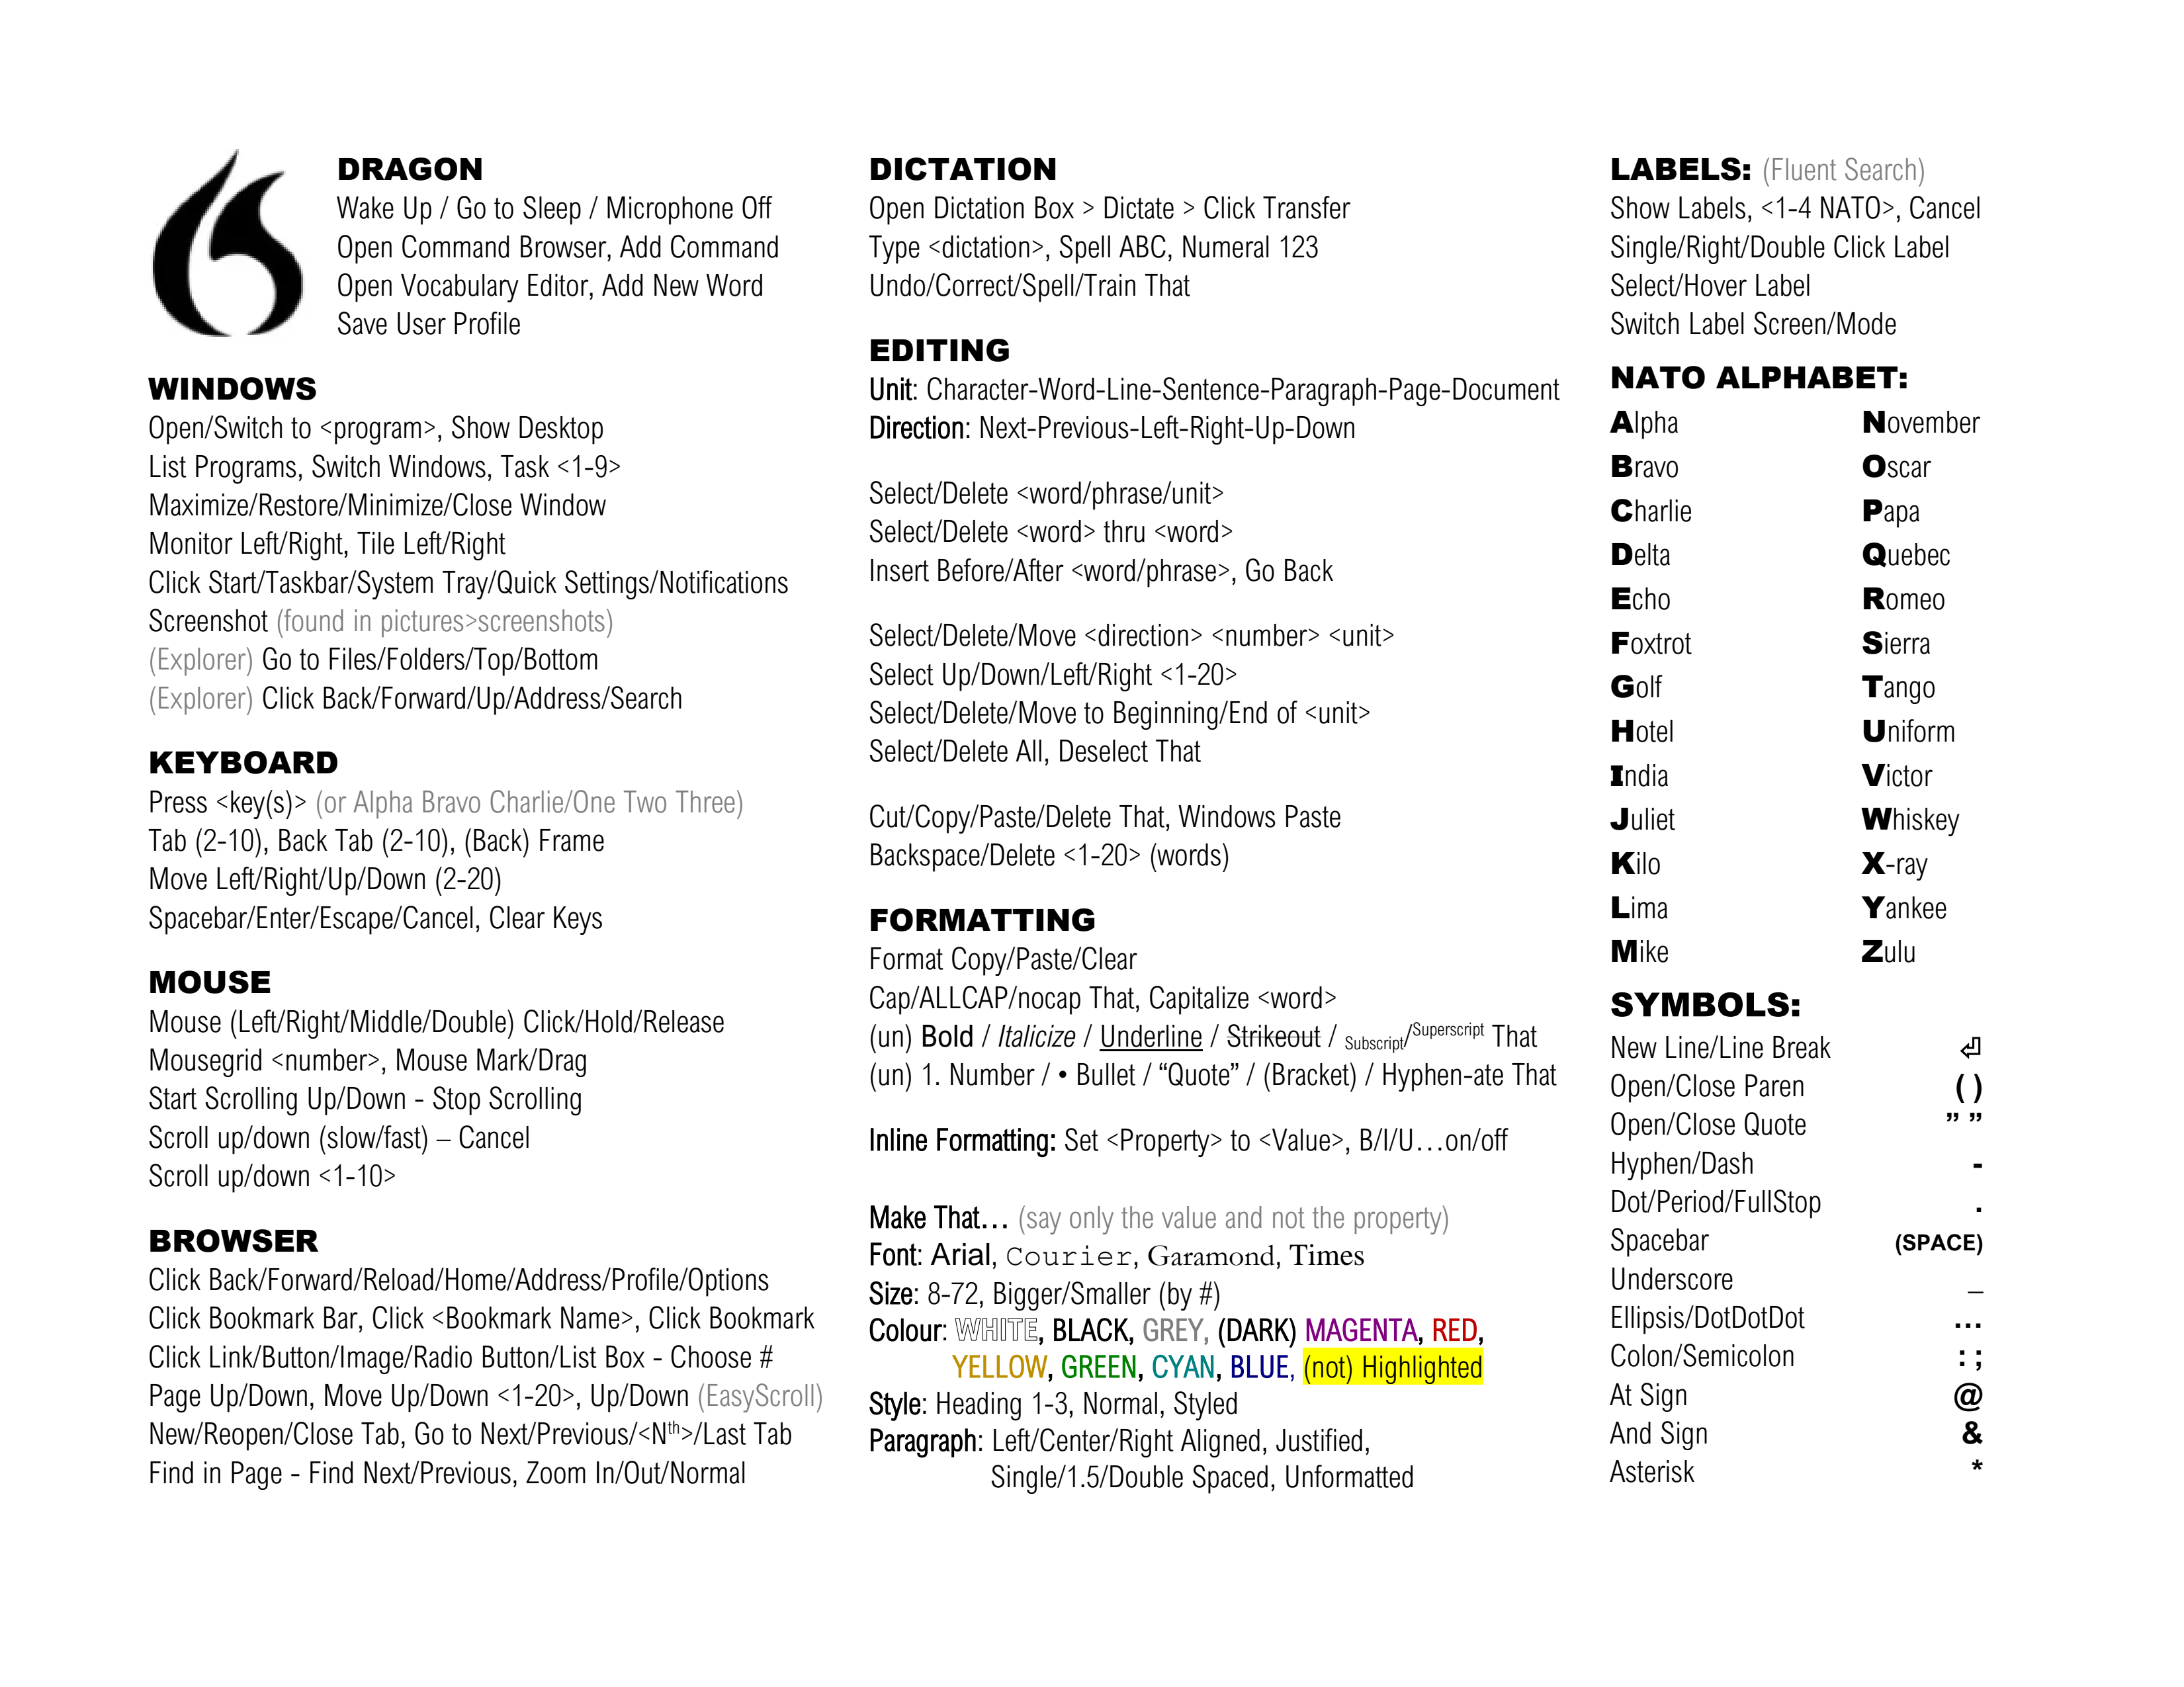 DRAGON
Wake Up / Go to Sleep / Microphone Off
Open Command Browser, Add Command
Open Vocabulary Editor, Add New Word
Save User Profile
WINDOWS
Open/Switch to <program>, Show Desktop
List Programs, Switch Windows, Task <1-9>
Maximize/Restore/Minimize/Close Window
Monitor Left/Right, Tile Left/Right
Click Start/Taskbar/System Tray/Quick Settings/Notifications
Screenshot (found in pictures>screenshots)
(Explorer) Go to Files/Folders/Top/Bottom
(Explorer) Click Back/Forward/Up/Address/Search
KEYBOARD
Press <key(s)> (or Alpha Bravo Charlie/One Two Three)
Tab (2-10), Back Tab (2-10), (Back) Frame
Move Left/Right/Up/Down (2-20)
Spacebar/Enter/Escape/Cancel, Clear Keys
MOUSE
Mouse (Left/Right/Middle/Double) Click/Hold/Release
Mousegrid <number>, Mouse Mark/Drag
Start Scrolling Up/Down - Stop Scrolling
Scroll up/down (slow/fast) – Cancel
Scroll up/down <1-10>
BROWSER
Click Back/Forward/Reload/Home/Address/Profile/Options
Click Bookmark Bar, Click <Bookmark Name>, Click Bookmark
Click Link/Button/Image/Radio Button/List Box - Choose #
Page Up/Down, Move Up/Down <1-20>, Up/Down (EasyScroll)
New/Reopen/Close Tab, Go to Next/Previous/<Nth>/Last Tab
Find in Page - Find Next/Previous, Zoom In/Out/Normal
DICTATION
Open Dictation Box > Dictate > Click Transfer
Type <dictation>, Spell ABC, Numeral 123
Undo/Correct/Spell/Train That
EDITING
Unit: Character-Word-Line-Sentence-Paragraph-Page-Document
Direction: Next-Previous-Left-Right-Up-Down
Select/Delete <word/phrase/unit>
Select/Delete <word> thru <word>
Insert Before/After <word/phrase>, Go Back
Select/Delete/Move <direction> <number> <unit>
Select Up/Down/Left/Right <1-20>
Select/Delete/Move to Beginning/End of <unit>
Select/Delete All, Deselect That
Cut/Copy/Paste/Delete That, Windows Paste
Backspace/Delete <1-20> (words)
FORMATTING
Format Copy/Paste/Clear
Cap/ALLCAP/nocap That, Capitalize <word>
(un) Bold / Italicize / Underline / Strikeout / Subscript/Superscript That
(un) 1. Number / • Bullet / “Quote” / (Bracket) / Hyphen-ate That
Inline Formatting: Set <Property> to <Value>, B/I/U...on/off
Make That... (say only the value and not the property)
Font: Arial, Courier, Garamond, Times
Size: 8-72, Bigger/Smaller (by #)
Colour: WHITE, BLACK, GREY, (DARK) MAGENTA, RED,
YELLOW, GREEN, CYAN, BLUE, (not) Highlighted
Style: Heading 1-3, Normal, Styled
Paragraph: Left/Center/Right Aligned, Justified,
Single/1.5/Double Spaced, Unformatted
LABELS: (Fluent Search)
Show Labels, <1-4 NATO>, Cancel
Single/Right/Double Click Label
Select/Hover Label
Switch Label Screen/Mode
NATO ALPHABET:
Alpha November
Bravo Oscar
Charlie Papa
Delta Quebec
Echo Romeo
Foxtrot Sierra
Golf Tango
Hotel Uniform
India Victor
Juliet Whiskey
Kilo X-ray
Lima Yankee
Mike Zulu
SYMBOLS:
New Line/Line Break ⏎
Open/Close Paren ( )
Open/Close Quote ” ”
Hyphen/Dash -
Dot/Period/FullStop .
Spacebar (SPACE)
Underscore _
Ellipsis/DotDotDot ...
Colon/Semicolon : ;
At Sign @
And Sign &
Asterisk *